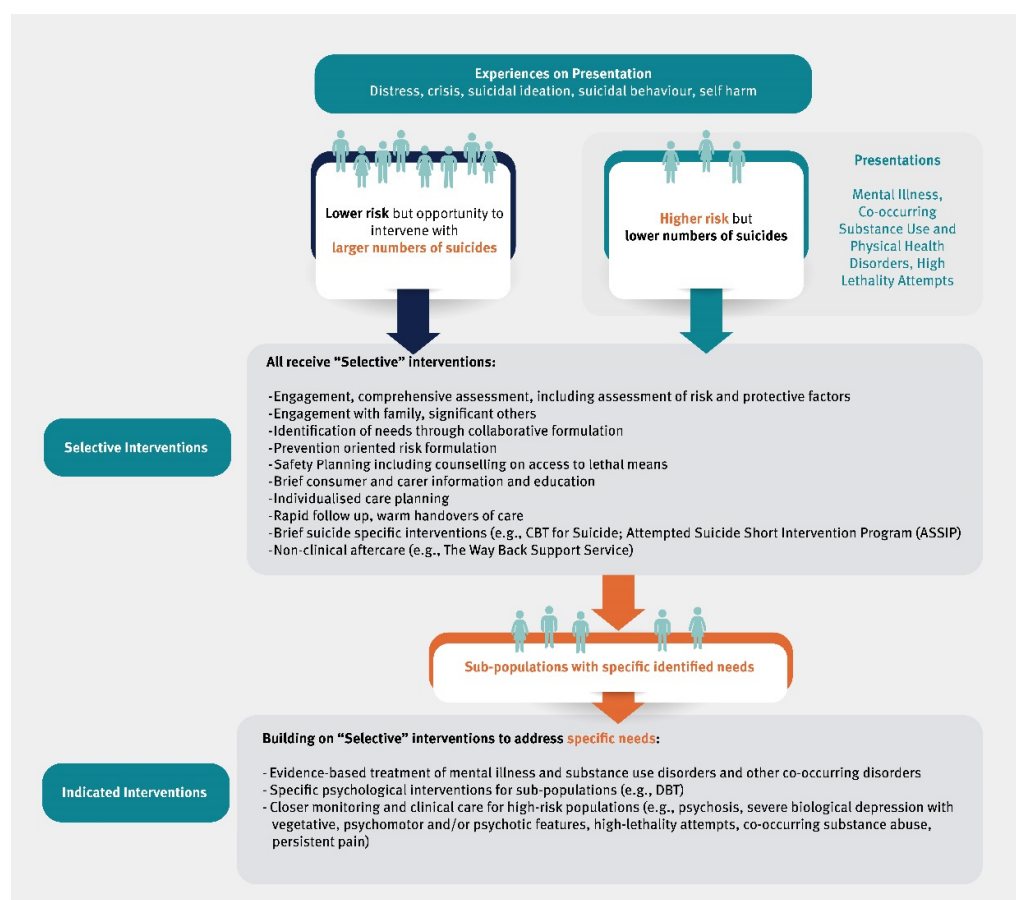 Experiences on Presentation
Distress, crisis, suicidal ideation, suicidal behaviour, self harm
Lower risk but opportunity to
intervene with
larger numbers of suicides
Higher risk but
lower numbers of suicides
Presentations
Mental Illness,
Co-occurring
Substance Use and
Physical Health
Disorders, High
Lethality Attempts
Selective Interventions
All receive “Selective” interventions:
-Engagement, comprehensive assessment, including assessment of risk and protective factors
-Engagement with family, significant others
-Identification of needs through collaborative formulation
-Prevention oriented risk formulation
-Safety Planning including counselling on access to lethal means
-Brief consumer and carer information and education
-Individualised care planning
-Rapid follow up, warm handovers of care
-Brief suicide specific interventions (e.g., CBT for Suicide; Attempted Suicide Short Intervention Program (ASSIP)
-Non-clinical aftercare (e.g., The Way Back Support Service)
Sub-populations with specific identified needs
Indicated Interventions
Building on “Selective” interventions to address specific needs:
- Evidence-based treatment of mental illness and substance use disorders and other co-occurring disorders
- Specific psychological interventions for sub-populations (e.g., DBT)
- Closer monitoring and clinical care for high-risk populations (e.g., psychosis, severe biological depression with
vegetative, psychomotor and/or psychotic features, high-lethality attempts, co-occurring substance abuse,
persistent pain)